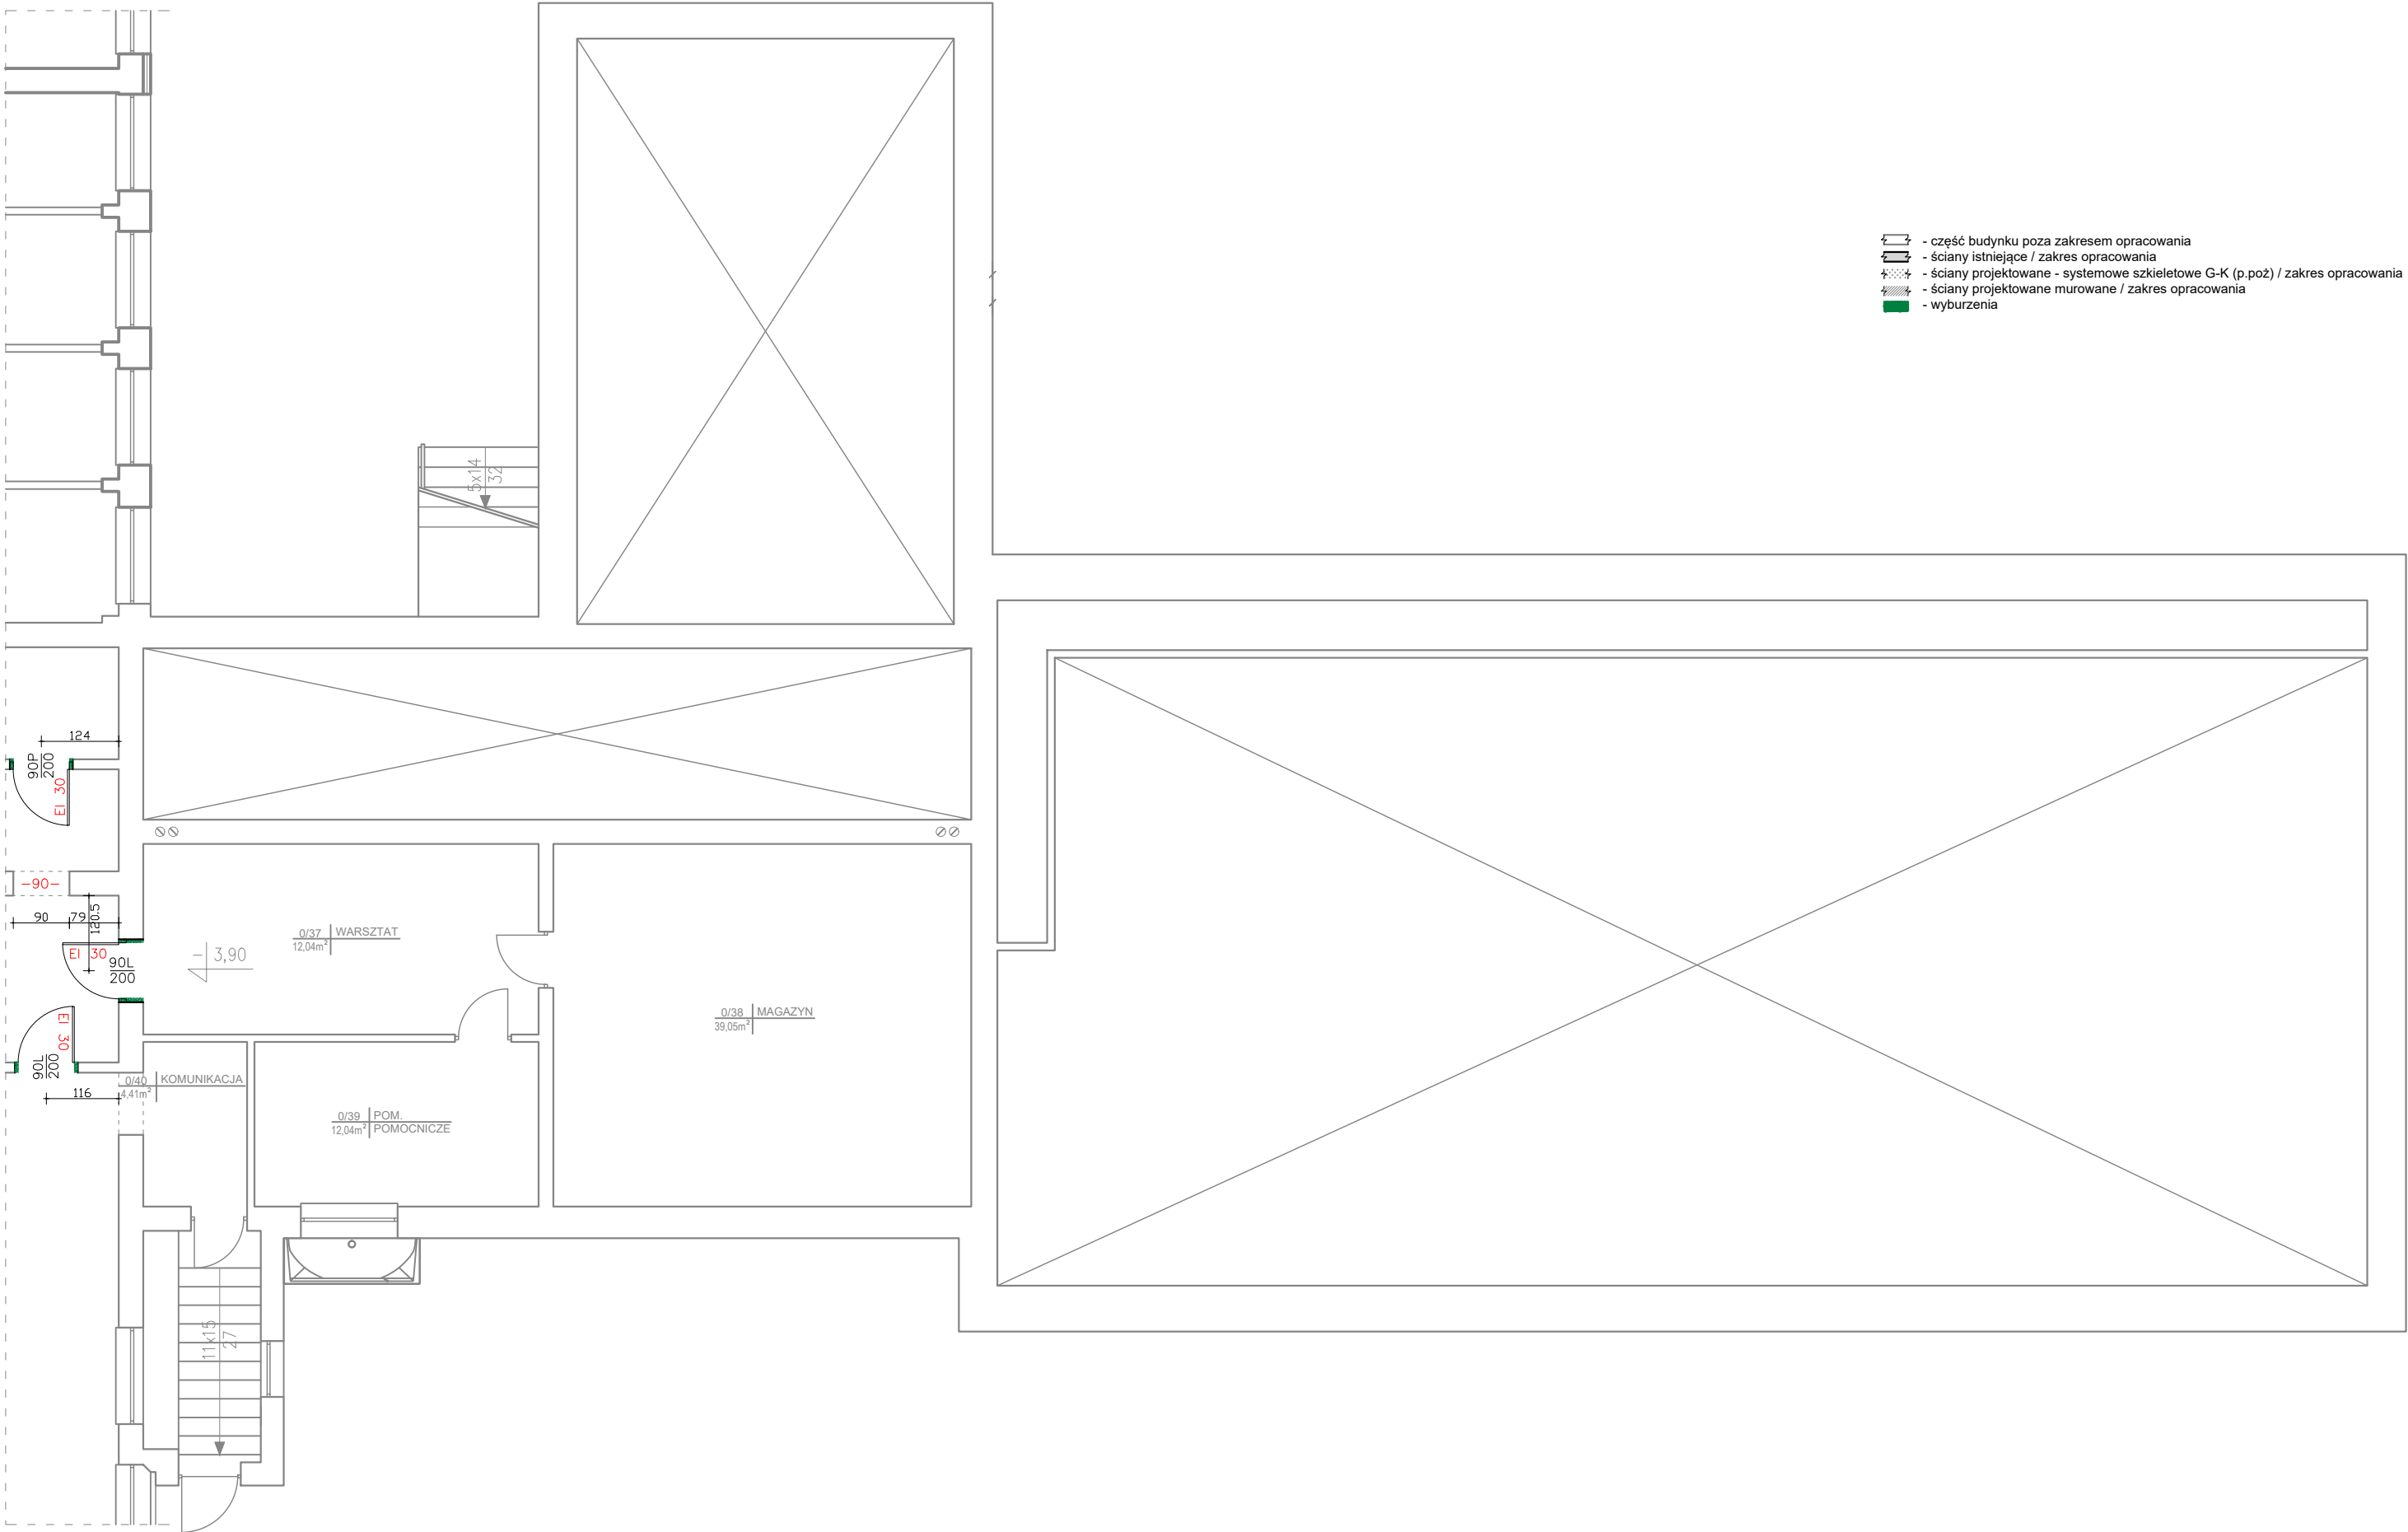 - część budynku poza zakresem opracowania
- ściany istniejące / zakres opracowania
- ściany projektowane - systemowe szkieletowe G-K (p.poż) / zakres opracowania
- ściany projektowane murowane / zakres opracowania
- wyburzenia
5x14
32
124
90P
200
EI 30
-90-
90
79
120.5
EI 30
90L
200
- 3,90
0/37 WARSZTAT
12,04m²
0/38 MAGAZYN
39,05m²
EI 30
90L
200
116
0/40 KOMUNIKACJA
4,41m²
0/39 POM.
12,04m² POMOCNICZE
11x15
27